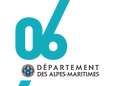 06
DÉPARTEMENT
DES ALPES-MARITIMES